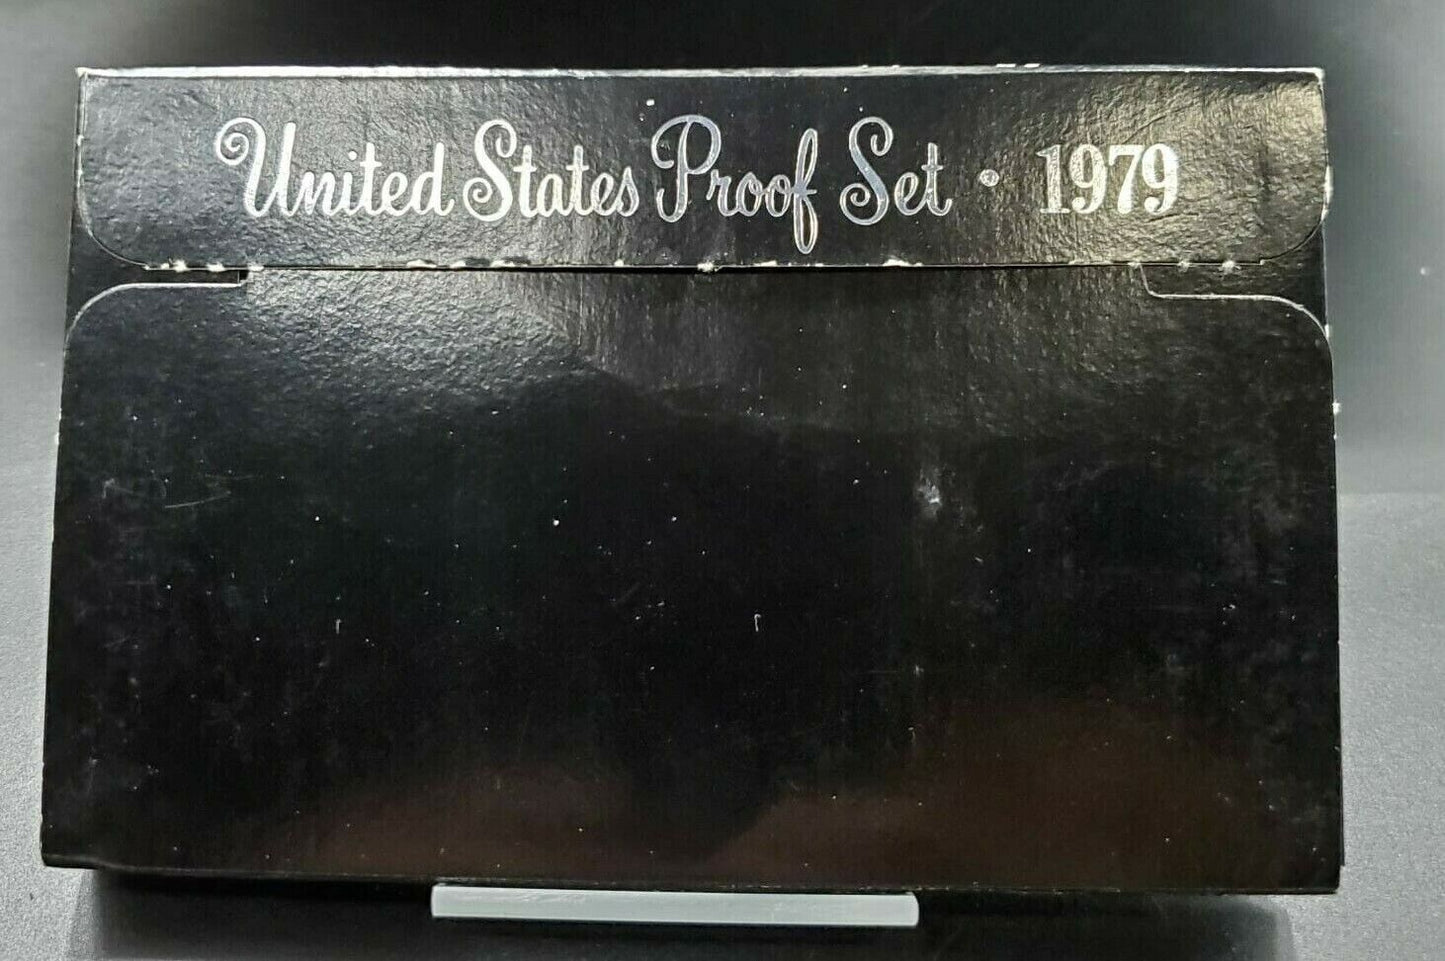 United States Proof Set • 1979